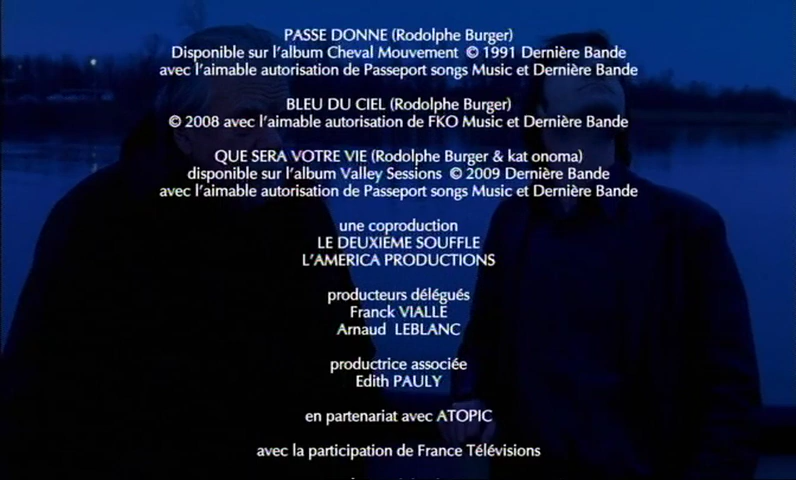 PASSE DONNE (Rodolphe Burger)
Disponible sur l'album Cheval Mouvement © 1991 Dernière Bande
avec l'aimable autorisation de Passeport songs Music et Dernière Bande
BLEU DU CIEL (Rodolphe Burger)
© 2008 avec l'aimable autorisation de FKO Music et Dernière Bande
QUE SERA VOTRE VIE (Rodolphe Burger & kat onoma)
disponible sur l'album Valley Sessions © 2009 Dernière Bande
avec l'aimable autorisation de Passeport songs Music et Dernière Bande
une coproduction
LE DEUXIÈME SOUFFLE
L'AMERICA PRODUCTIONS
producteurs délégués
Franck VIALLE
Arnaud LEBLANC
productrice associée
Edith PAULY
en partenariat avec ATOPIC
avec la participation de France Télévisions